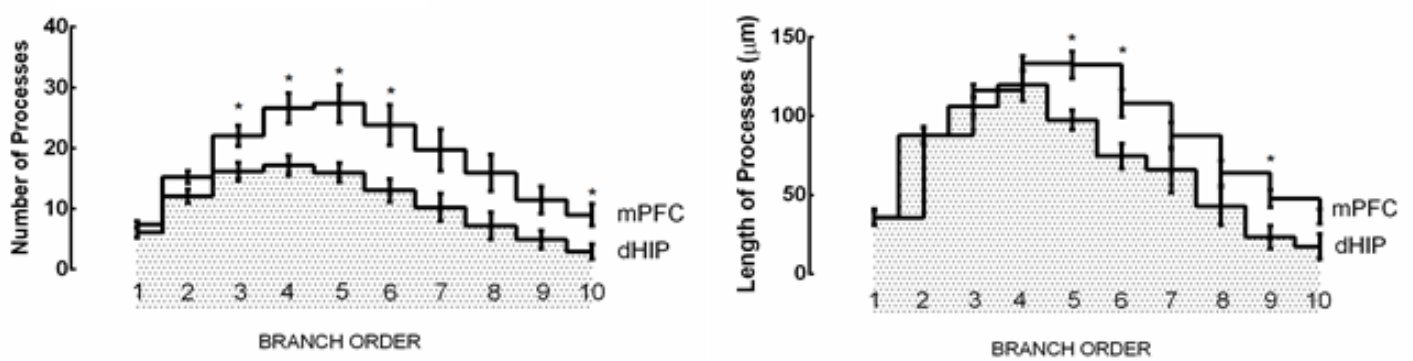 Number of Processes
40
30
20
10
0
* * * * *
mPFC
dHIP
1 2 3 4 5 6 7 8 9 10
BRANCH ORDER
Length of Processes (μm)
150
100
50
0
* * *
mPFC
dHIP
1 2 3 4 5 6 7 8 9 10
BRANCH ORDER